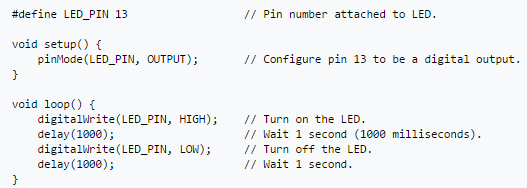 #define LED_PIN 13                  // Pin number attached to LED.

void setup() {
    pinMode(LED_PIN, OUTPUT);       // Configure pin 13 to be a digital output.
}

void loop() {
    digitalWrite(LED_PIN, HIGH);    // Turn on the LED.
    delay(1000);                    // Wait 1 second (1000 milliseconds).
    digitalWrite(LED_PIN, LOW);     // Turn off the LED.
    delay(1000);                    // Wait 1 second.
}